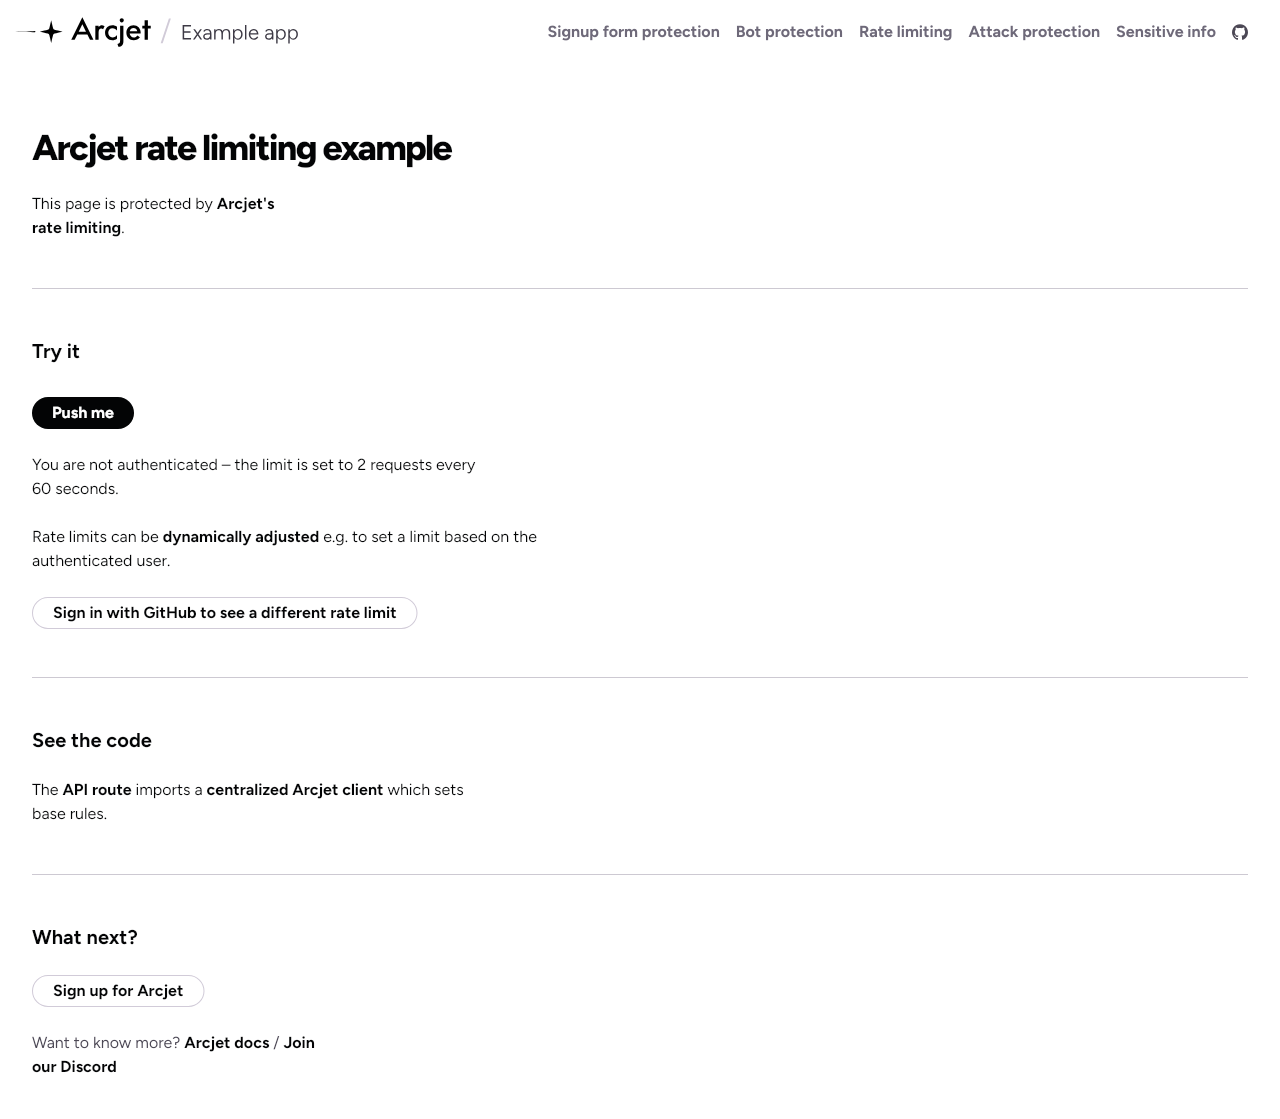 Arcjet / Example app
Signup form protection Bot protection Rate limiting Attack protection Sensitive info
Arcjet rate limiting example
This page is protected by Arcjet's
rate limiting.
Try it
Push me
You are not authenticated – the limit is set to 2 requests every
60 seconds.
Rate limits can be dynamically adjusted e.g. to set a limit based on the
authenticated user.
Sign in with GitHub to see a different rate limit
See the code
The API route imports a centralized Arcjet client which sets
base rules.
What next?
Sign up for Arcjet
Want to know more? Arcjet docs / Join
our Discord